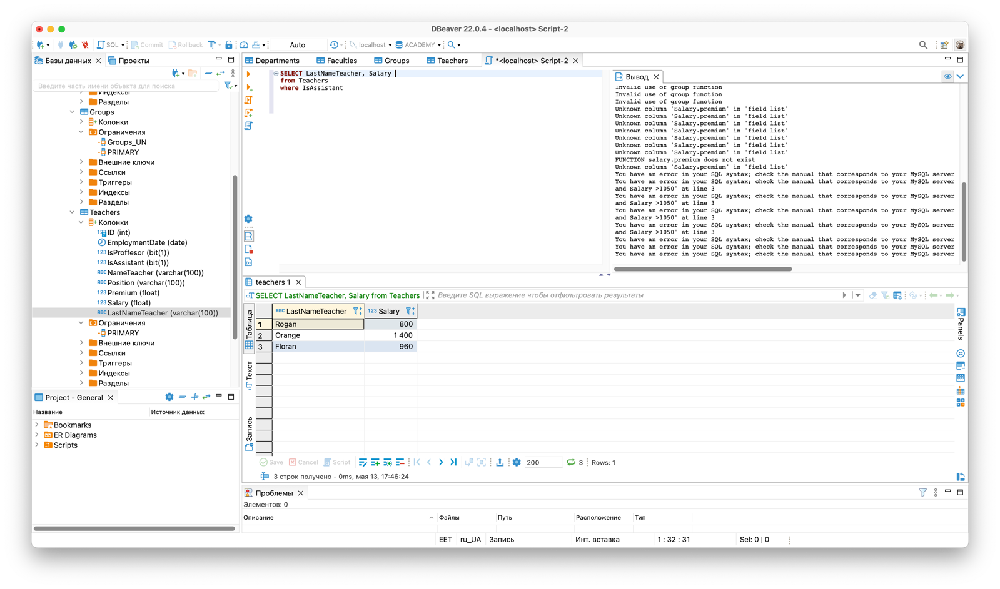 DBeaver 22.0.4 - <localhost> Script-2
SQL
Commit
Rollback
Auto
localhost
ACADEMY
Базы данных
Проекты
Введите часть имени объекта для поиска
Индексы
Разделы
Groups
Колонки
Ограничения
Groups_UN
PRIMARY
Внешние ключи
Ссылки
Триггеры
Индексы
Разделы
Teachers
Колонки
ID (int)
EmploymentDate (date)
IsProffesor (bit(1))
IsAssistant (bit(1))
NameTeacher (varchar(100))
Position (varchar(100))
Premium (float)
Salary (float)
LastNameTeacher (varchar(100))
Ограничения
PRIMARY
Внешние ключи
Ссылки
Триггеры
Индексы
Разделы
Project - General
Название
Источник данных
Bookmarks
ER Diagrams
Scripts
Departments
Faculties
Groups
Teachers
*<localhost> Script-2
SELECT LastNameTeacher, Salary
from Teachers
where IsAssistant
Вывод
Invalid use of group function
Invalid use of group function
Invalid use of group function
Unknown column 'Salary.premium' in 'field list'
Unknown column 'Salary.premium' in 'field list'
Unknown column 'Salary.premium' in 'field list'
Unknown column 'Salary.premium' in 'field list'
Unknown column 'Salary.premium' in 'field list'
Unknown column 'Salary.premium' in 'field list'
Unknown column 'Salary.premium' in 'field list'
FUNCTION salary.premium does not exist
Unknown column 'Salary.premium' in 'field list'
You have an error in your SQL syntax; check the manual that corresponds to your MySQL server
You have an error in your SQL syntax; check the manual that corresponds to your MySQL server
and Salary >1050' at line 3
You have an error in your SQL syntax; check the manual that corresponds to your MySQL server
and Salary >1050' at line 3
You have an error in your SQL syntax; check the manual that corresponds to your MySQL server
and Salary >1050' at line 3
You have an error in your SQL syntax; check the manual that corresponds to your MySQL server
and Salary >1050' at line 3
You have an error in your SQL syntax; check the manual that corresponds to your MySQL server
You have an error in your SQL syntax; check the manual that corresponds to your MySQL server
You have an error in your SQL syntax; check the manual that corresponds to your MySQL server
teachers 1
SELECT LastNameTeacher, Salary from Teachers
Введите SQL выражение чтобы отфильтровать результаты
Таблица
Текст
Запись
ABC LastNameTeacher
123 Salary
1 Rogan 800
2 Orange 1 400
3 Floran 960
Panels
Save
Cancel
Script
200
3
Rows: 1
3 строк получено - 0ms, мая 13, 17:46:24
Проблемы
Элементов: 0
Описание
Файлы
Путь
Расположение
Тип
EET
ru_UA
Запись
Инт. вставка
1 : 32 : 31
Sel: 0 | 0